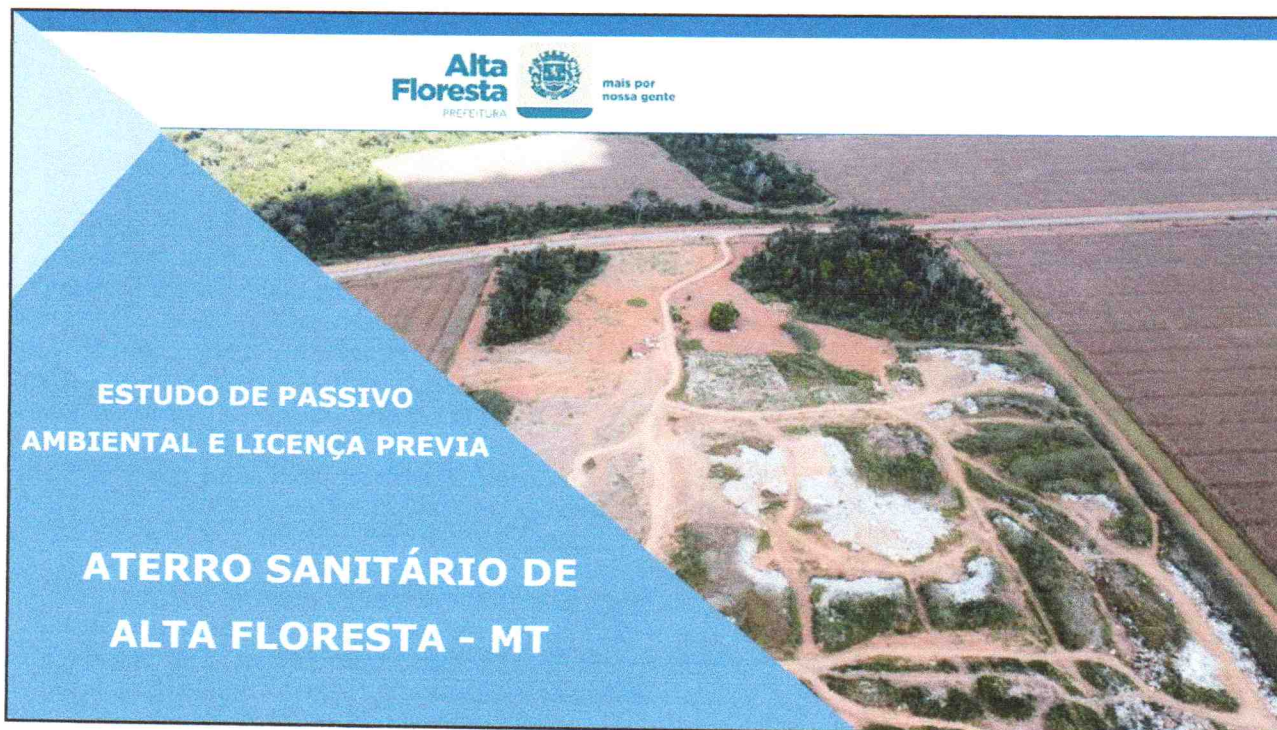 Alta
Floresta
PREFEITURA
mais por
nossa gente
ESTUDO DE PASSIVO
AMBIENTAL E LICENÇA PREVIA
ATERRO SANITÁRIO DE
ALTA FLORESTA - MT